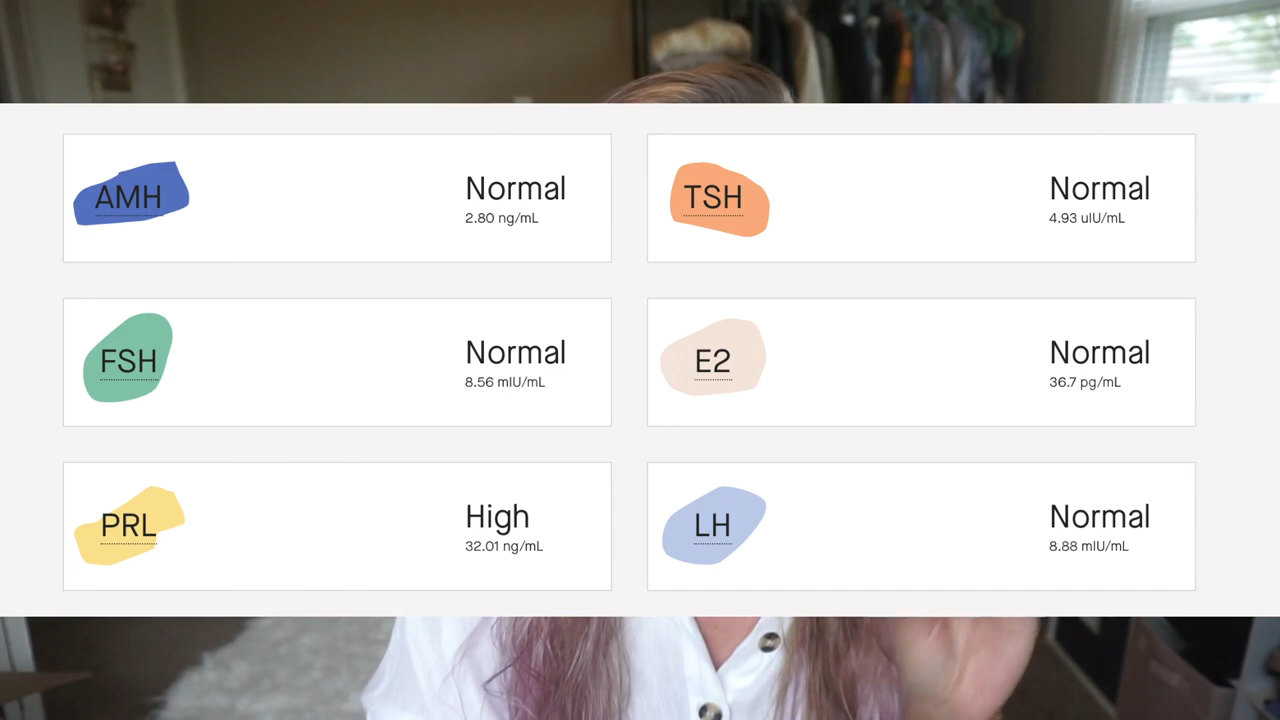 AMH
Normal
2.80 ng/mL
TSH
Normal
4.93 uIU/mL
FSH
Normal
8.56 mIU/mL
E2
Normal
36.7 pg/mL
PRL
High
32.01 ng/mL
LH
Normal
8.88 mIU/mL